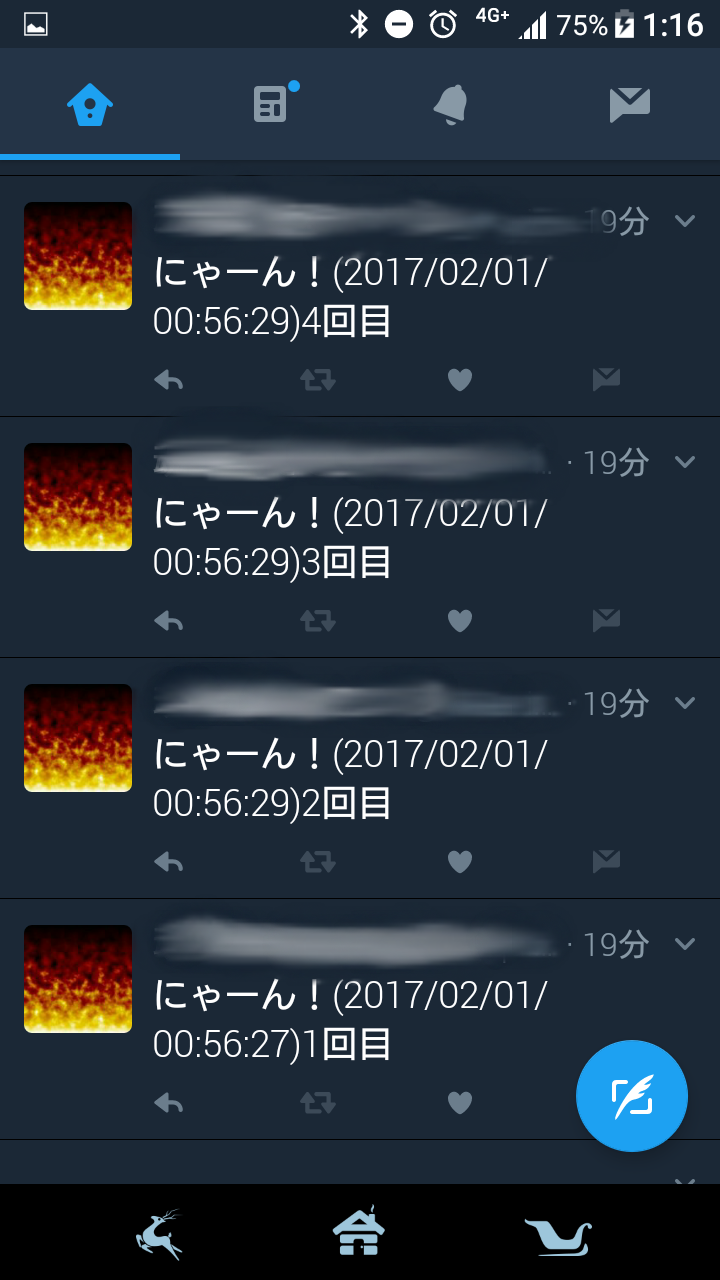 4G+ 75% 1:16
19分
にゃーん！(2017/02/01/
00:56:29)4回目
· 19分
にゃーん！(2017/02/01/
00:56:29)3回目
· 19分
にゃーん！(2017/02/01/
00:56:29)2回目
· 19分
にゃーん！(2017/02/01/
00:56:27)1回目